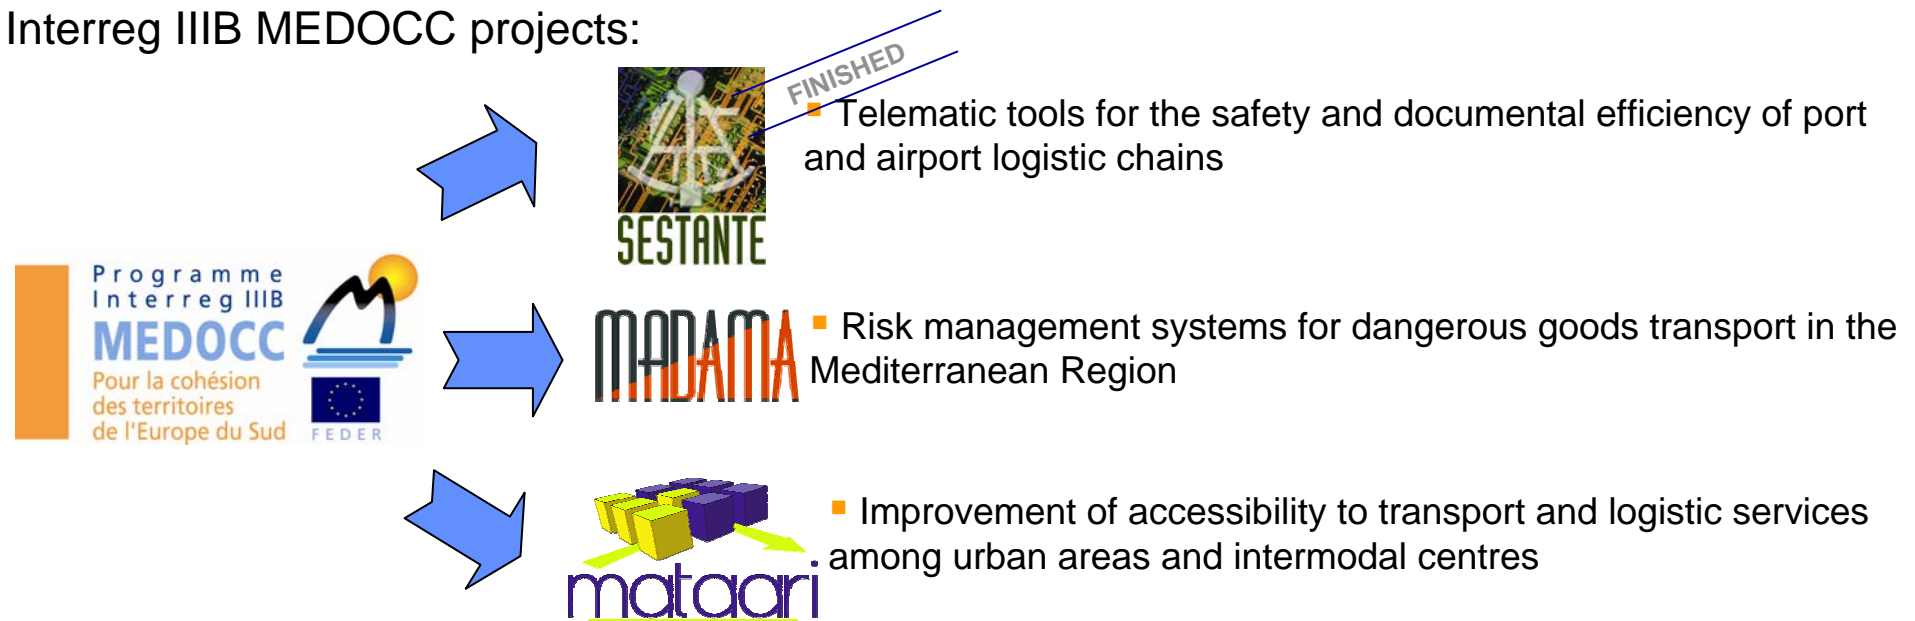 Interreg IIIB MEDOCC projects:
FINISHED
▪ Telematic tools for the safety and documental efficiency of port
and airport logistic chains
SESTANTE
Programme
Interreg IIIB
MEDOCC
Pour la cohésion
des territoires
de l'Europe du Sud
FEDER
MADAMA
▪ Risk management systems for dangerous goods transport in the
Mediterranean Region
▪ Improvement of accessibility to transport and logistic services
among urban areas and intermodal centres
mataari